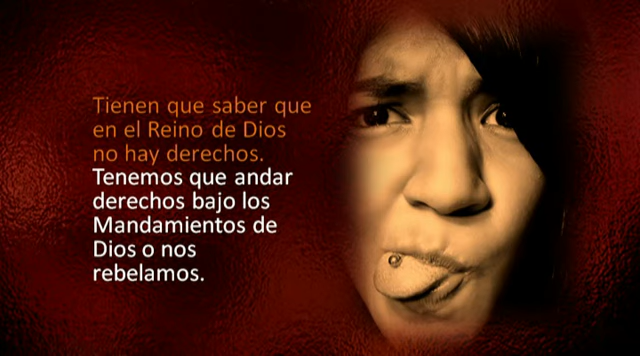 Tienen que saber que
en el Reino de Dios
no hay derechos.
Tenemos que andar
derechos bajo los
Mandamientos de
Dios o nos
rebelamos.